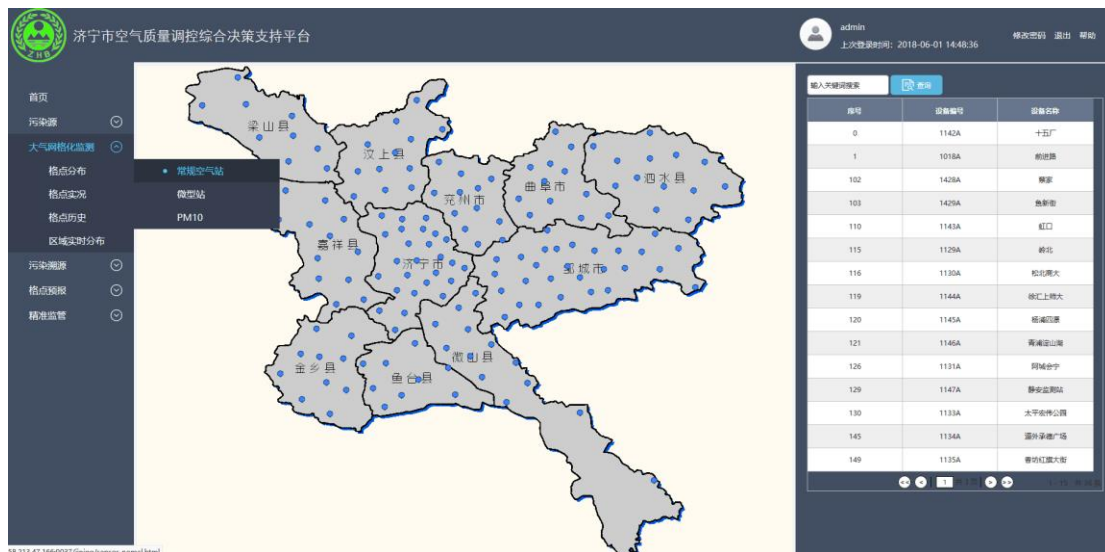 ZHB
济宁市空气质量调控综合决策支持平台
admin
上次登录时间：2018-06-01 14:48:36
修改密码 退出 帮助
首页
污染源
大气网格化监测
格点分布
格点实况
格点历史
区域实时分布
污染溯源
格点预报
精准监管
常规空气站
微型站
PM10
梁山县
汶上县
兖州市
曲阜市
泗水县
嘉祥县
济宁市
邹城市
金乡县
鱼台县
微山县
输入关键词搜索 查询
序号 设备编号 设备名称
0 1142A 十五厂
1 1018A 前进路
102 1428A 蔡家
103 1429A 鱼新街
110 1143A 虹口
115 1129A 岭北
116 1130A 松北商大
119 1144A 徐汇上师大
120 1145A 杨浦四漂
121 1146A 青浦淀山湖
126 1131A 阿城会宁
129 1147A 静安监测站
130 1133A 太平宏伟公园
145 1134A 道外承德广场
149 1135A 香坊红旗大街
<< < 1 > >>